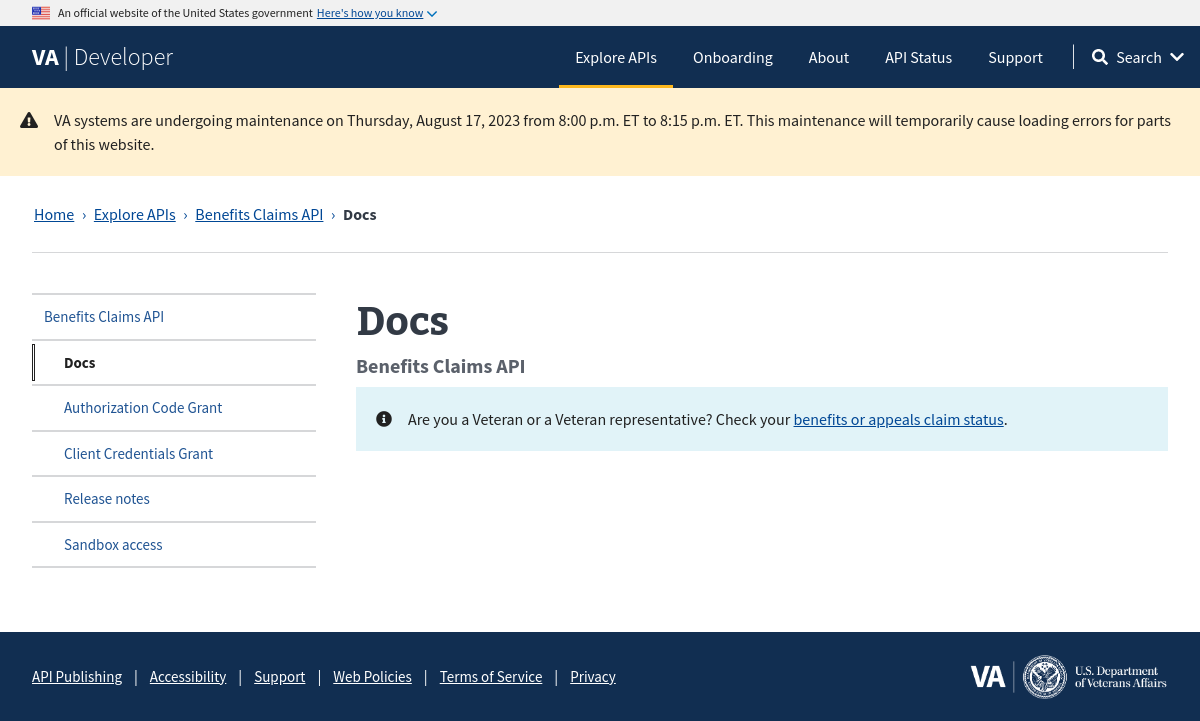 An official website of the United States government Here's how you know
VA | Developer
Explore APIs Onboarding About API Status Support Search
VA systems are undergoing maintenance on Thursday, August 17, 2023 from 8:00 p.m. ET to 8:15 p.m. ET. This maintenance will temporarily cause loading errors for parts
of this website.
Home › Explore APIs › Benefits Claims API › Docs
Benefits Claims API
Docs
Authorization Code Grant
Client Credentials Grant
Release notes
Sandbox access
Docs
Benefits Claims API
Are you a Veteran or a Veteran representative? Check your benefits or appeals claim status.
API Publishing | Accessibility | Support | Web Policies | Terms of Service | Privacy
VA
U.S. Department
of Veterans Affairs